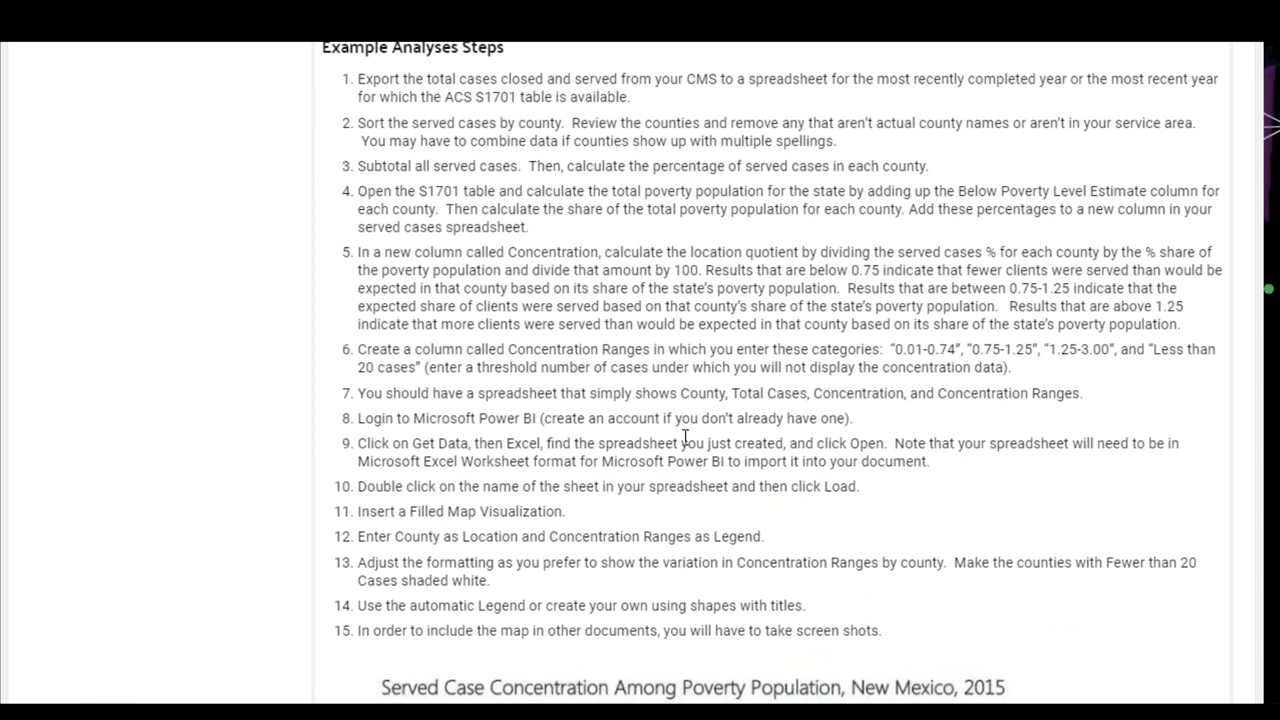 Example Analyses Steps
1. Export the total cases closed and served from your CMS to a spreadsheet for the most recently completed year or the most recent year
for which the ACS S1701 table is available.
2. Sort the served cases by county.  Review the counties and remove any that aren't actual county names or aren't in your service area.
You may have to combine data if counties show up with multiple spellings.
3. Subtotal all served cases.  Then, calculate the percentage of served cases in each county.
4. Open the S1701 table and calculate the total poverty population for the state by adding up the Below Poverty Level Estimate column for
each county.  Then calculate the share of the total poverty population for each county. Add these percentages to a new column in your
served cases spreadsheet.
5. In a new column called Concentration, calculate the location quotient by dividing the served cases % for each county by the % share of
the poverty population and divide that amount by 100. Results that are below 0.75 indicate that fewer clients were served than would be
expected in that county based on its share of the state's poverty population.  Results that are between 0.75-1.25 indicate that the
expected share of clients were served based on that county's share of the state's poverty population.   Results that are above 1.25
indicate that more clients were served than would be expected in that county based on its share of the state's poverty population.
6. Create a column called Concentration Ranges in which you enter these categories:  “0.01-0.74”, “0.75-1.25”, “1.25-3.00”, and “Less than
20 cases” (enter a threshold number of cases under which you will not display the concentration data).
7. You should have a spreadsheet that simply shows County, Total Cases, Concentration, and Concentration Ranges.
8. Login to Microsoft Power BI (create an account if you don't already have one).
9. Click on Get Data, then Excel, find the spreadsheet you just created, and click Open.  Note that your spreadsheet will need to be in
Microsoft Excel Worksheet format for Microsoft Power BI to import it into your document.
10. Double click on the name of the sheet in your spreadsheet and then click Load.
11. Insert a Filled Map Visualization.
12. Enter County as Location and Concentration Ranges as Legend.
13. Adjust the formatting as you prefer to show the variation in Concentration Ranges by county.  Make the counties with Fewer than 20
Cases shaded white.
14. Use the automatic Legend or create your own using shapes with titles.
15. In order to include the map in other documents, you will have to take screen shots.
Served Case Concentration Among Poverty Population, New Mexico, 2015